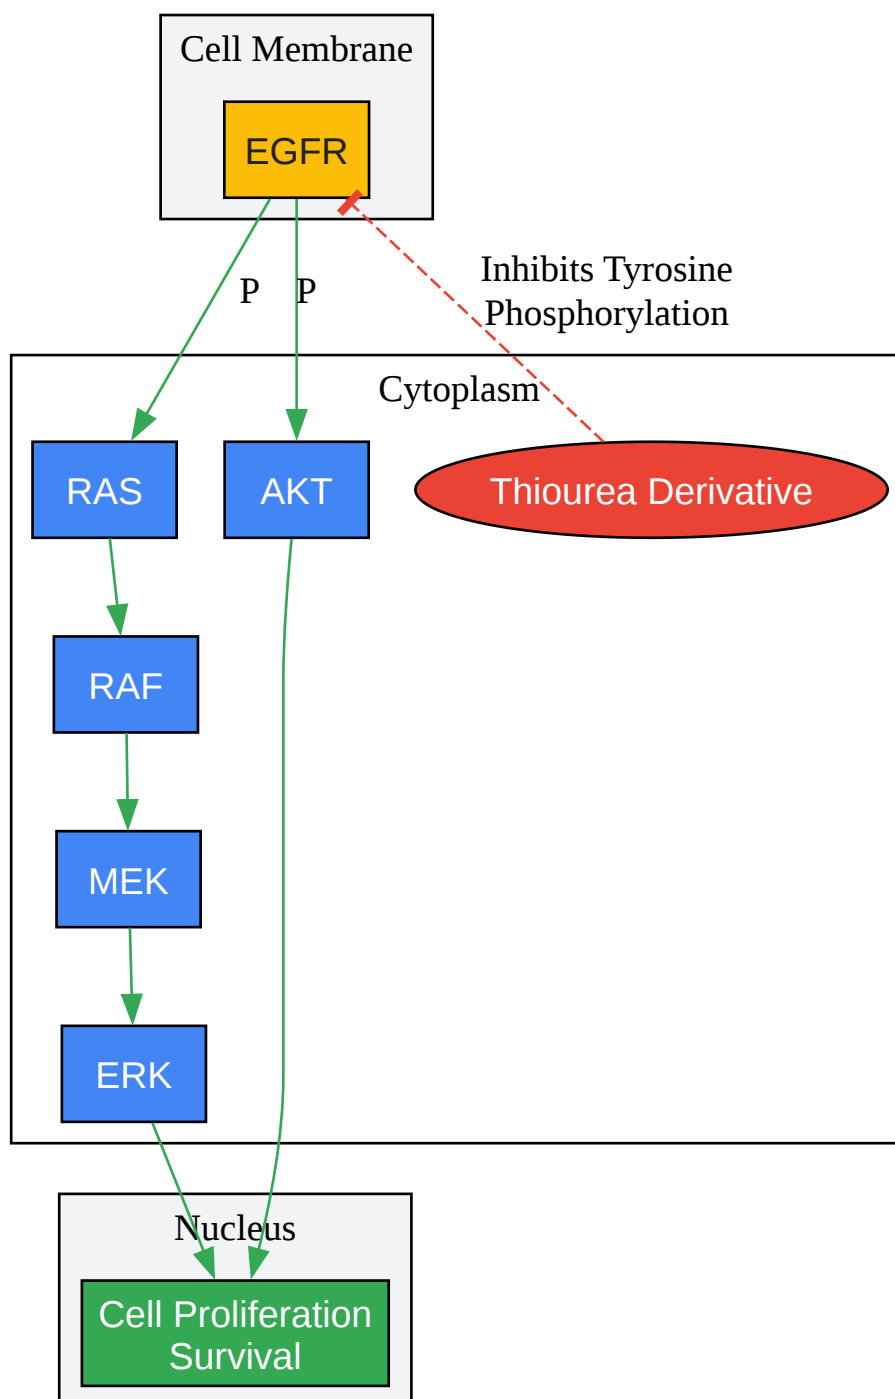 Cell Membrane
EGFR
P
P
Inhibits Tyrosine
Phosphorylation
Cytoplasm
RAS
AKT
Thiourea Derivative
RAF
MEK
ERK
Nucleus
Cell Proliferation
Survival